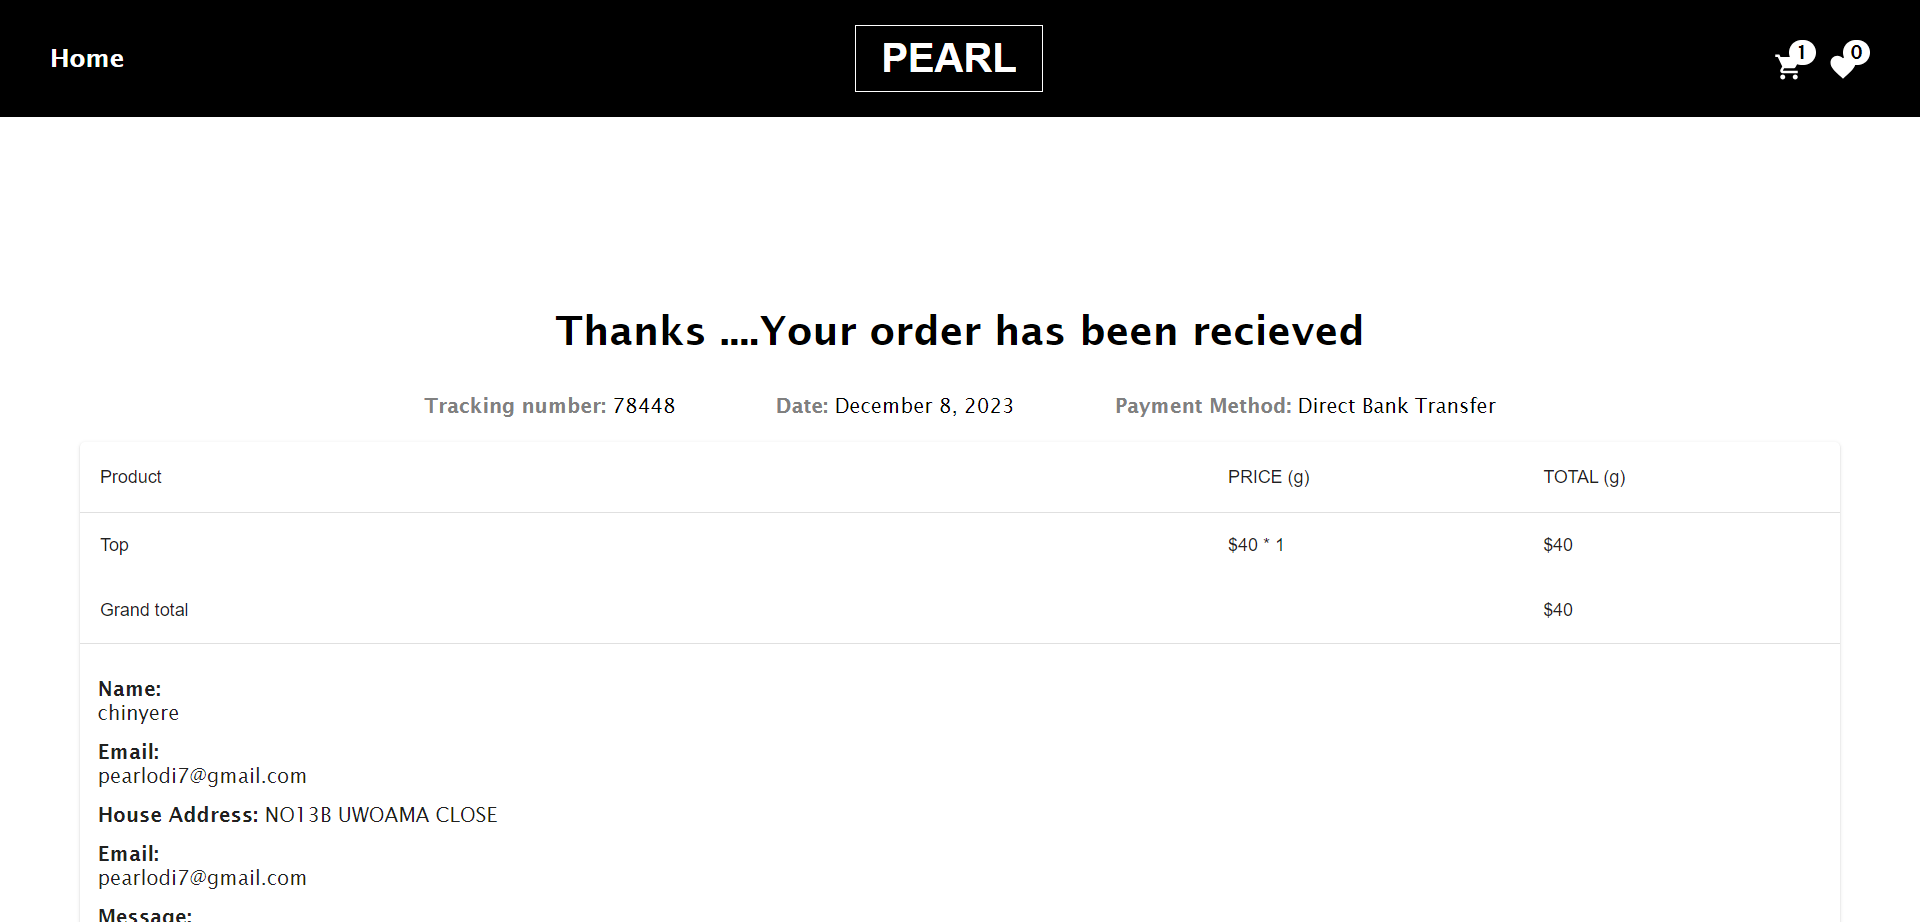 Home
PEARL
1
0
Thanks ....Your order has been recieved
Tracking number: 78448 Date: December 8, 2023 Payment Method: Direct Bank Transfer
Product PRICE (g) TOTAL (g)
Top $40 * 1 $40
Grand total $40
Name:
chinyere
Email:
pearlodi7@gmail.com
House Address: NO13B UWOAMA CLOSE
Email:
pearlodi7@gmail.com
Message: